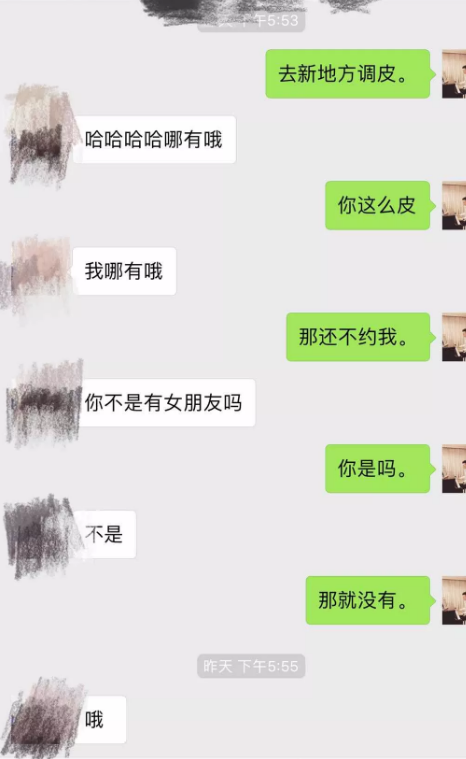 下午5:53
去新地方调皮。
哈哈哈哈哪有哦
你这么皮
我哪有哦
那还不约我。
你不是有女朋友吗
你是吗。
不是
那就没有。
昨天 下午5:55
哦